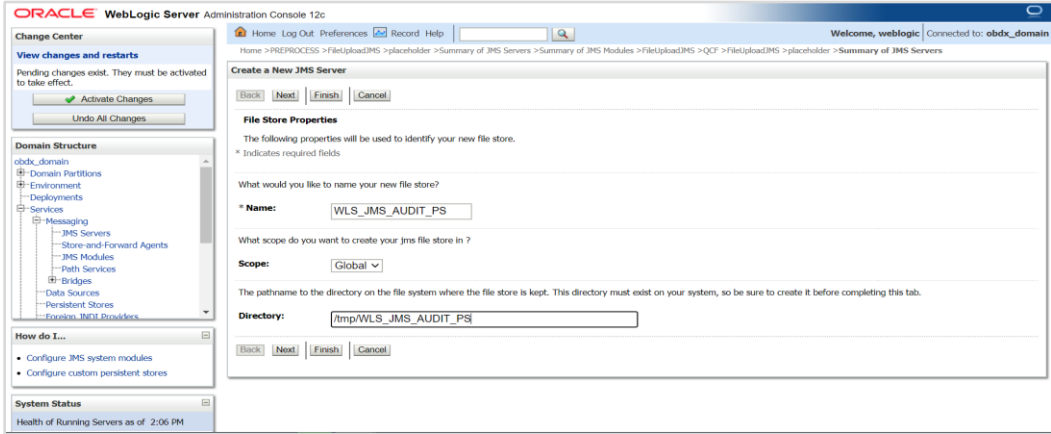 ORACLE WebLogic Server Administration Console 12c
Change Center
View changes and restarts
Pending changes exist. They must be activated
to take effect.
Activate Changes
Undo All Changes
Domain Structure
obdx_domain
Domain Partitions
Environment
Deployments
Services
Messaging
JMS Servers
Store-and-Forward Agents
JMS Modules
Path Services
Bridges
Data Sources
Persistent Stores
Foreign JNDI Providers
How do I...
Configure JMS system modules
Configure custom persistent stores
System Status
Health of Running Servers as of 2:06 PM
Home Log Out Preferences Record Help
Welcome, weblogic Connected to: obdx_domain
Home >PREPROCESS >FileUploadJMS >placeholder >Summary of JMS Servers >Summary of JMS Modules >FileUploadJMS >QCF >FileUploadJMS >placeholder >Summary of JMS Servers
Create a New JMS Server
Back Next Finish Cancel
File Store Properties
The following properties will be used to identify your new file store.
* Indicates required fields
What would you like to name your new file store?
* Name: WLS_JMS_AUDIT_PS
What scope do you want to create your jms file store in ?
Scope: Global
The pathname to the directory on the file system where the file store is kept. This directory must exist on your system, so be sure to create it before completing this tab.
Directory: /tmp/WLS_JMS_AUDIT_PS
Back Next Finish Cancel